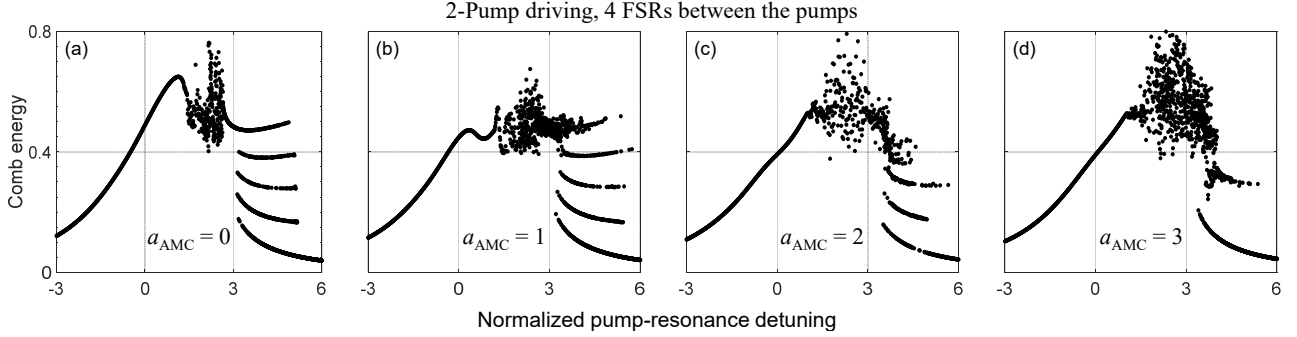 2-Pump driving, 4 FSRs between the pumps
Comb energy
0.8
0.4
0
(a)
a_AMC = 0
-3 0 3 6
(b)
a_AMC = 1
-3 0 3 6
(c)
a_AMC = 2
-3 0 3 6
(d)
a_AMC = 3
-3 0 3 6
Normalized pump-resonance detuning